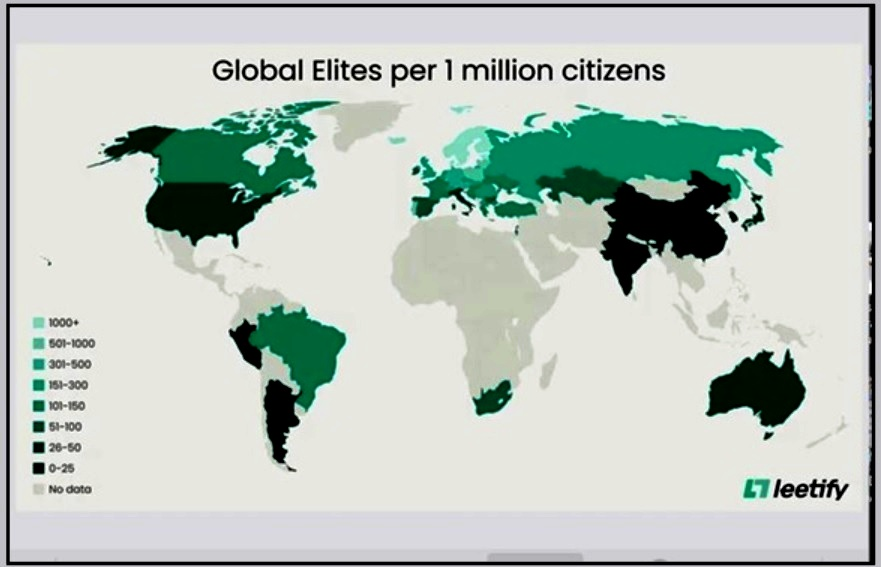 Global Elites per 1 million citizens
1000+
501-1000
301-500
151-300
101-150
51-100
26-50
0-25
No data
leetify